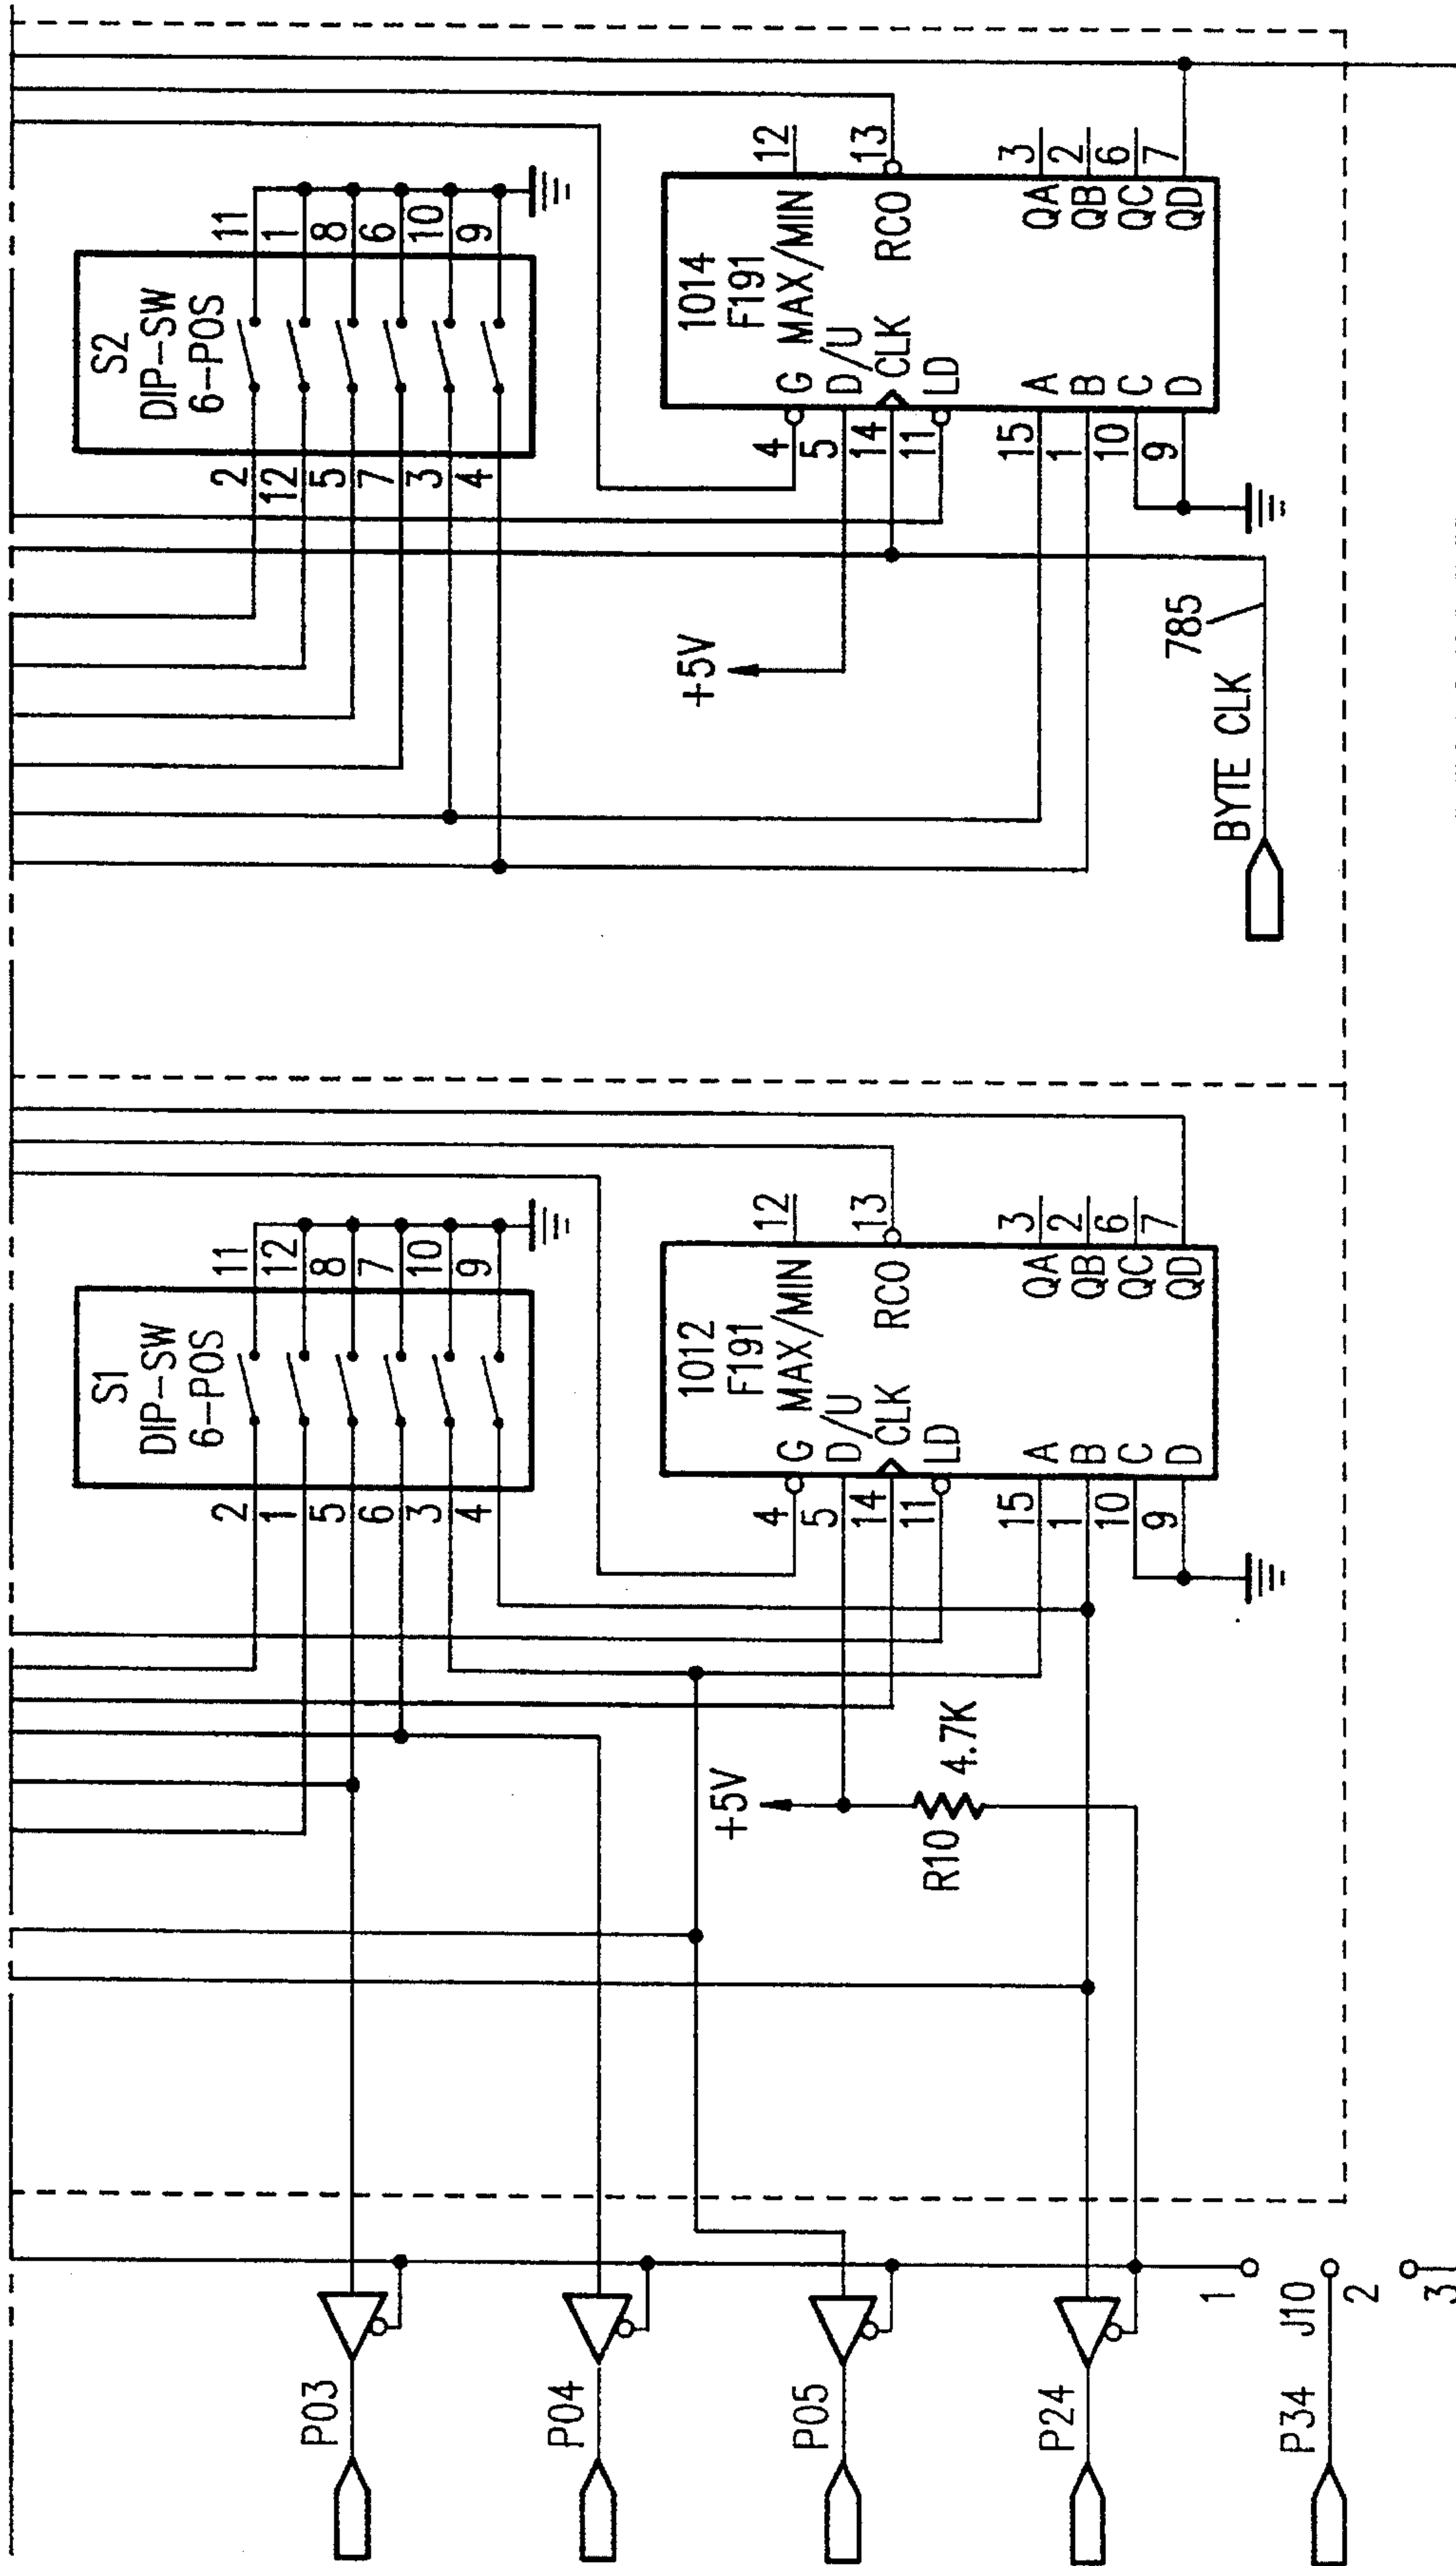 P03
P04
P05
P24
P34 J10
1
2
3
S1
DIP-SW
6-POS
2 11
1 12
5 8
6 7
3 10
4 9
+5V
R10 4.7K
1012
F191
4 G MAX/MIN 12
5 D/U
14 CLK RCO 13
11 LD
15 A QA 3
1 B QB 2
10 C QC 6
9 D QD 7
S2
DIP-SW
6-POS
2 11
12 1
5 8
7 6
3 10
4 9
+5V
1014
F191
4 G MAX/MIN 12
5 D/U
14 CLK RCO 13
11 LD
15 A QA 3
1 B QB 2
10 C QC 6
9 D QD 7
BYTE CLK 785